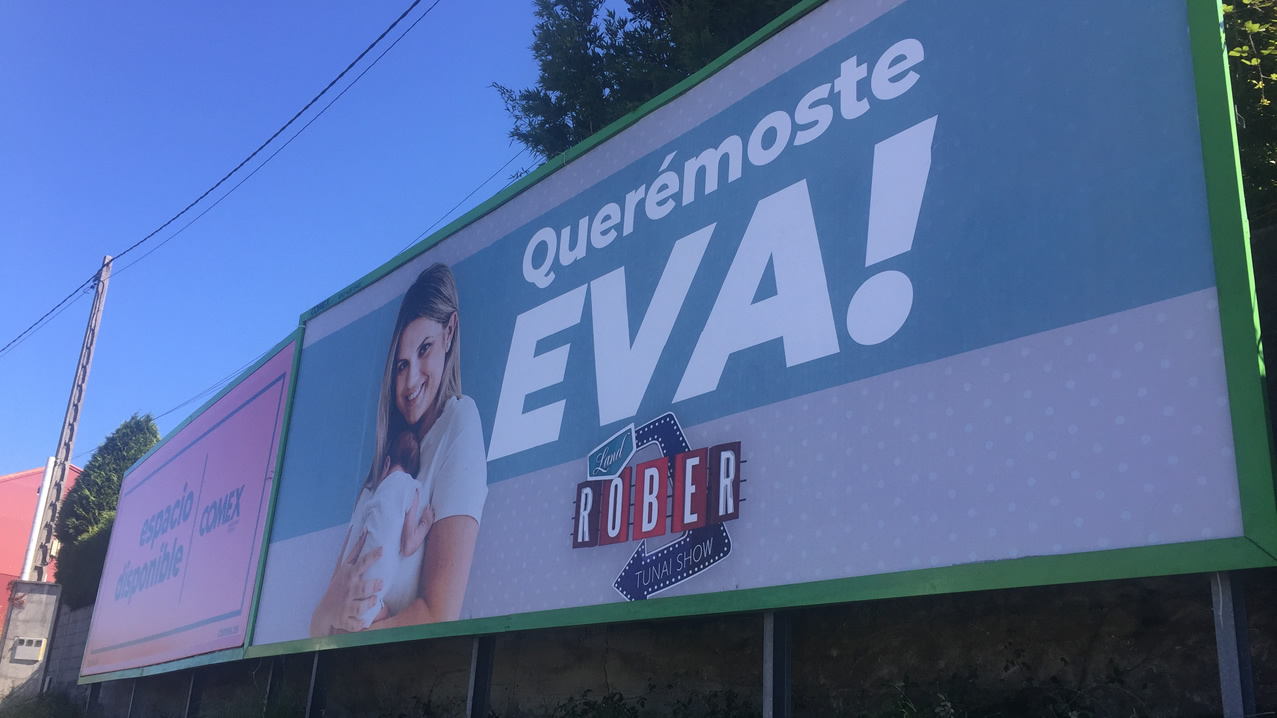 Querémoste
EVA!
Land
ROBER
TUNAI SHOW
espacio
disponible
COMEX